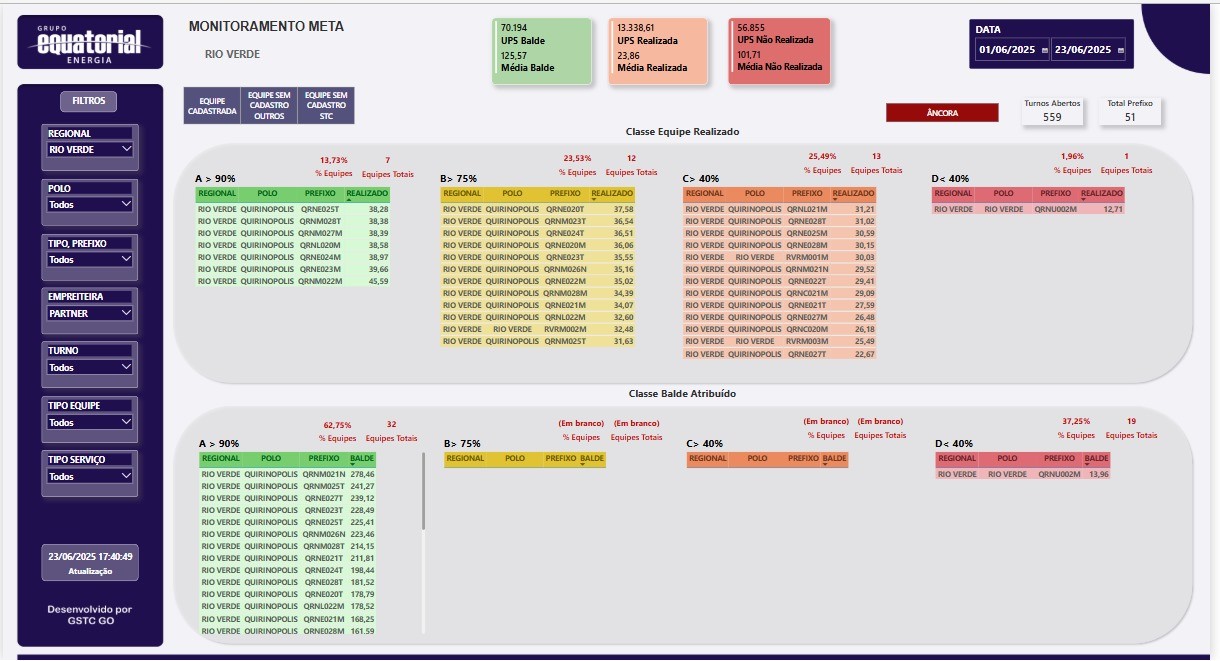 GRUPO
equatorial
ENERGIA
MONITORAMENTO META
RIO VERDE
70.194
UPS Balde
125,57
Média Balde
13.338,61
UPS Realizada
23,86
Média Realizada
56.855
UPS Não Realizada
101,71
Média Não Realizada
DATA
01/06/2025 23/06/2025
FILTROS
REGIONAL
RIO VERDE
POLO
Todos
TIPO, PREFIXO
Todos
EMPREITEIRA
PARTNER
TURNO
Todos
TIPO EQUIPE
Todos
TIPO SERVIÇO
Todos
23/06/2025 17:40:49
Atualização
Desenvolvido por
GSTC GO
EQUIPE
CADASTRADA
EQUIPE SEM
CADASTRO
OUTROS
EQUIPE SEM
CADASTRO
STC
ÂNCORA
Turnos Abertos
559
Total Prefixo
51
Classe Equipe Realizado
13,73% 7
% Equipes Equipes Totais
A > 90%
REGIONAL POLO PREFIXO REALIZADO
RIO VERDE QUIRINOPOLIS QRNE025T 38,28
RIO VERDE QUIRINOPOLIS QRNM028T 38,38
RIO VERDE QUIRINOPOLIS QRNM027M 38,39
RIO VERDE QUIRINOPOLIS QRNL020M 38,58
RIO VERDE QUIRINOPOLIS QRNE024M 38,97
RIO VERDE QUIRINOPOLIS QRNE023M 39,66
RIO VERDE QUIRINOPOLIS QRNM022M 45,59
23,53% 12
% Equipes Equipes Totais
B> 75%
REGIONAL POLO PREFIXO REALIZADO
RIO VERDE QUIRINOPOLIS QRNE020T 37,58
RIO VERDE QUIRINOPOLIS QRNM023T 36,54
RIO VERDE QUIRINOPOLIS QRNE024T 36,51
RIO VERDE QUIRINOPOLIS QRNE020M 36,06
RIO VERDE QUIRINOPOLIS QRNE023T 35,55
RIO VERDE QUIRINOPOLIS QRNM026N 35,16
RIO VERDE QUIRINOPOLIS QRNE022M 35,02
RIO VERDE QUIRINOPOLIS QRNM028M 34,39
RIO VERDE QUIRINOPOLIS QRNE021M 34,07
RIO VERDE QUIRINOPOLIS QRNL022M 32,60
RIO VERDE RIO VERDE RVRM002M 32,48
RIO VERDE QUIRINOPOLIS QRNM025T 31,63
25,49% 13
% Equipes Equipes Totais
C> 40%
REGIONAL POLO PREFIXO REALIZADO
RIO VERDE QUIRINOPOLIS QRNL021M 31,21
RIO VERDE QUIRINOPOLIS QRNE028T 31,02
RIO VERDE QUIRINOPOLIS QRNE025M 30,59
RIO VERDE QUIRINOPOLIS QRNE028M 30,15
RIO VERDE RIO VERDE RVRM001M 30,03
RIO VERDE QUIRINOPOLIS QRNM021N 29,52
RIO VERDE QUIRINOPOLIS QRNE022T 29,41
RIO VERDE QUIRINOPOLIS QRNC021M 29,09
RIO VERDE QUIRINOPOLIS QRNE021T 27,59
RIO VERDE QUIRINOPOLIS QRNE027M 26,48
RIO VERDE QUIRINOPOLIS QRNC020M 26,18
RIO VERDE RIO VERDE RVRM003M 25,49
RIO VERDE QUIRINOPOLIS QRNE027T 22,67
1,96% 1
% Equipes Equipes Totais
D< 40%
REGIONAL POLO PREFIXO REALIZADO
RIO VERDE RIO VERDE QRNU002M 12,71
Classe Balde Atribuído
62,75% 32
% Equipes Equipes Totais
A > 90%
REGIONAL POLO PREFIXO BALDE
RIO VERDE QUIRINOPOLIS QRNM021N 278,46
RIO VERDE QUIRINOPOLIS QRNM025T 241,27
RIO VERDE QUIRINOPOLIS QRNE027T 239,12
RIO VERDE QUIRINOPOLIS QRNE023T 228,49
RIO VERDE QUIRINOPOLIS QRNE025T 225,41
RIO VERDE QUIRINOPOLIS QRNM026N 223,46
RIO VERDE QUIRINOPOLIS QRNM028T 214,15
RIO VERDE QUIRINOPOLIS QRNE021T 211,81
RIO VERDE QUIRINOPOLIS QRNE024T 198,44
RIO VERDE QUIRINOPOLIS QRNE028T 181,52
RIO VERDE QUIRINOPOLIS QRNE020T 178,79
RIO VERDE QUIRINOPOLIS QRNL022M 178,52
RIO VERDE QUIRINOPOLIS QRNE021M 168,25
RIO VERDE QUIRINOPOLIS QRNE028M 161,59
(Em branco) (Em branco)
% Equipes Equipes Totais
B> 75%
REGIONAL POLO PREFIXO BALDE
(Em branco) (Em branco)
% Equipes Equipes Totais
C> 40%
REGIONAL POLO PREFIXO BALDE
37,25% 19
% Equipes Equipes Totais
D< 40%
REGIONAL POLO PREFIXO BALDE
RIO VERDE RIO VERDE QRNU002M 13,96